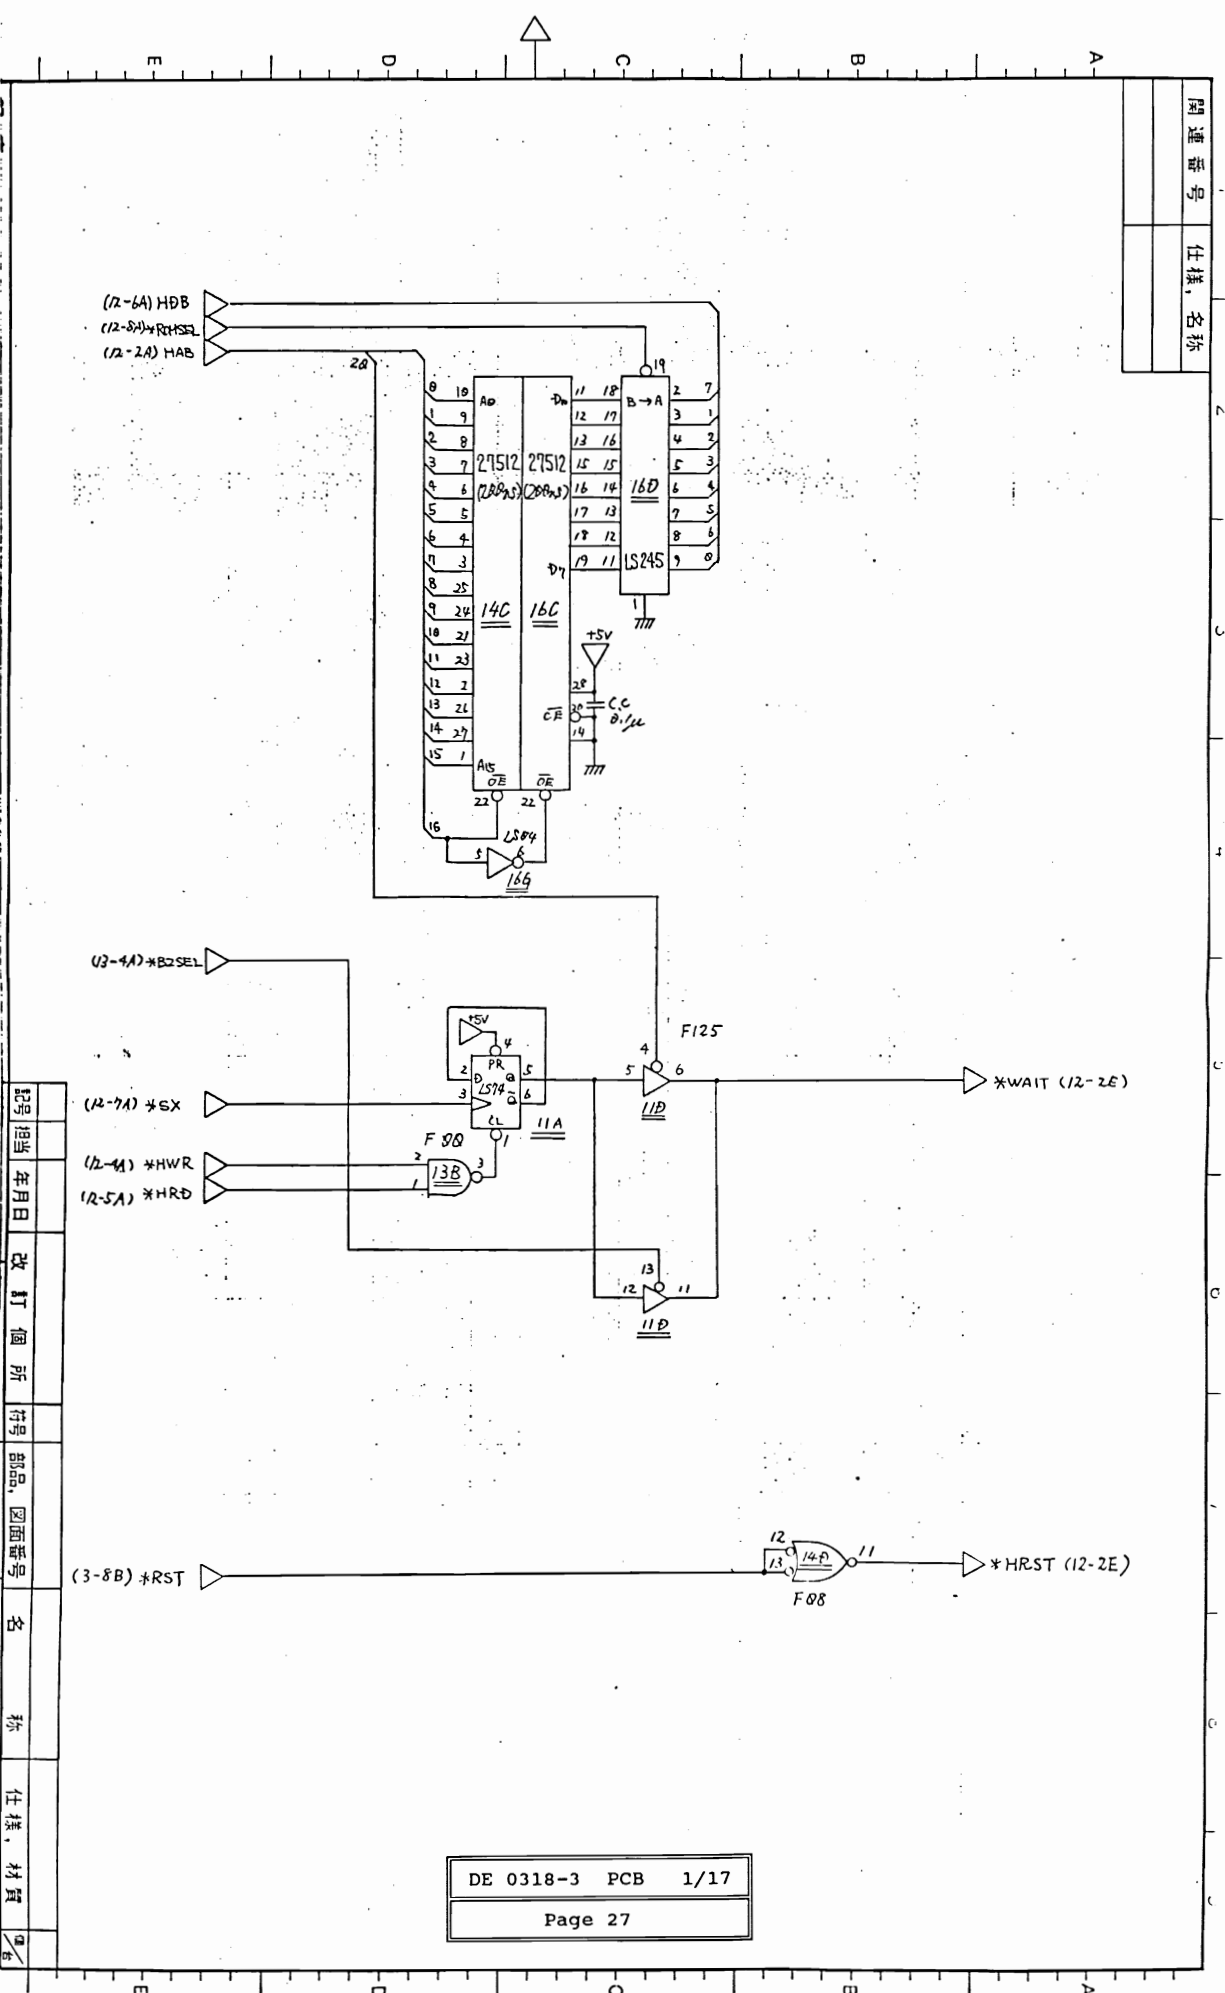 E D C B A
関連番号 仕様,名称
(12-6A) HDB
(12-8A) *ROMSEL
(12-2A) HAB
20
19
0 10 A0 D0 11 18 B→A 2 7
1 9 12 17 3 1
2 8 13 16 4 2
3 7 27512 27512 15 15 5 3
4 6 (200ns) (200ns) 16 14 16D 6 4
5 5 17 13 7 5
6 4 18 12 8 6
7 3 D7 19 11 LS245 9 0
8 25
9 24 14C 16C 1
10 21 +5V
11 23
12 2 28
13 26 CE 20 C.C 0.1μ
14 27 14
15 1 A15
OE OE
22 22
16 LS04
5 6
16G
(13-4A) *B2SEL
F125
+5V 4 4
2 D PR Q 5 5 6 *WAIT (12-2E)
(12-7A) *SX 3 LS74 Q 6 11D
CL 11A
1
F00
(12-4A) *HWR 2 13B 3
(12-5A) *HRD 1
13
12 11
11D
(3-8B) *RST 12 13 14D 11 *HRST (12-2E)
F08
記号 担当 年月日 改訂個所 符号 部品,図面番号 名称 仕様,材質 個/台
DE 0318-3 PCB 1/17
Page 27
E D C B A